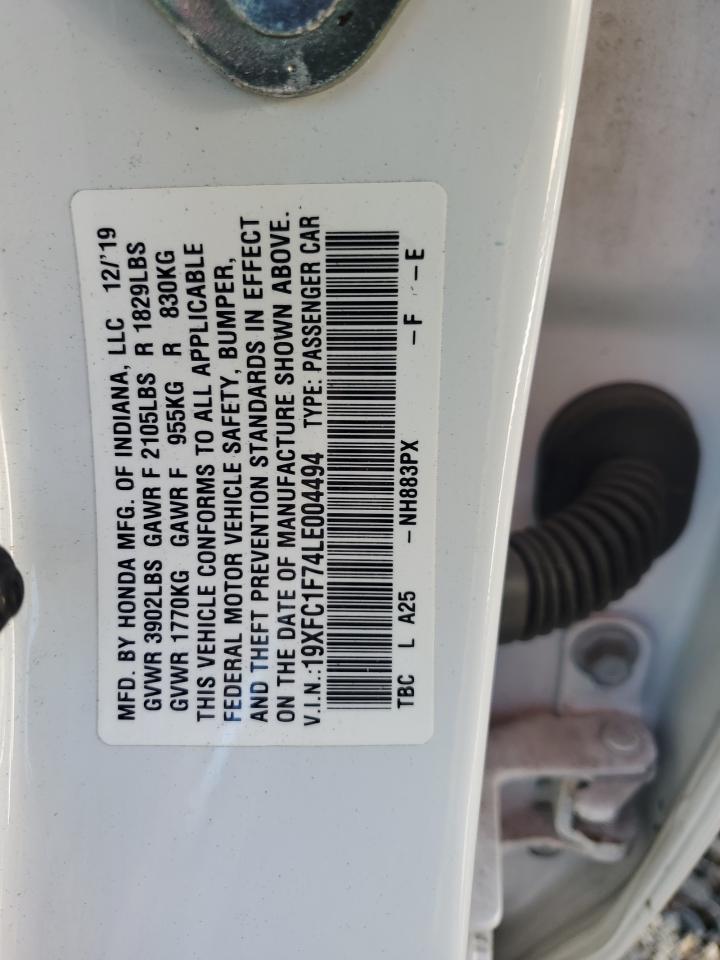 MFD. BY HONDA MFG. OF INDIANA, LLC 12/'19
GVWR 3902LBS GAWR F 2105LBS R 1829LBS
GVWR 1770KG GAWR F 955KG R 830KG
THIS VEHICLE CONFORMS TO ALL APPLICABLE
FEDERAL MOTOR VEHICLE SAFETY, BUMPER,
AND THEFT PREVENTION STANDARDS IN EFFECT
ON THE DATE OF MANUFACTURE SHOWN ABOVE.
V.I.N.:19XFC1F74LE004494 TYPE: PASSENGER CAR
TBC L A25 -NH883PX -F -E